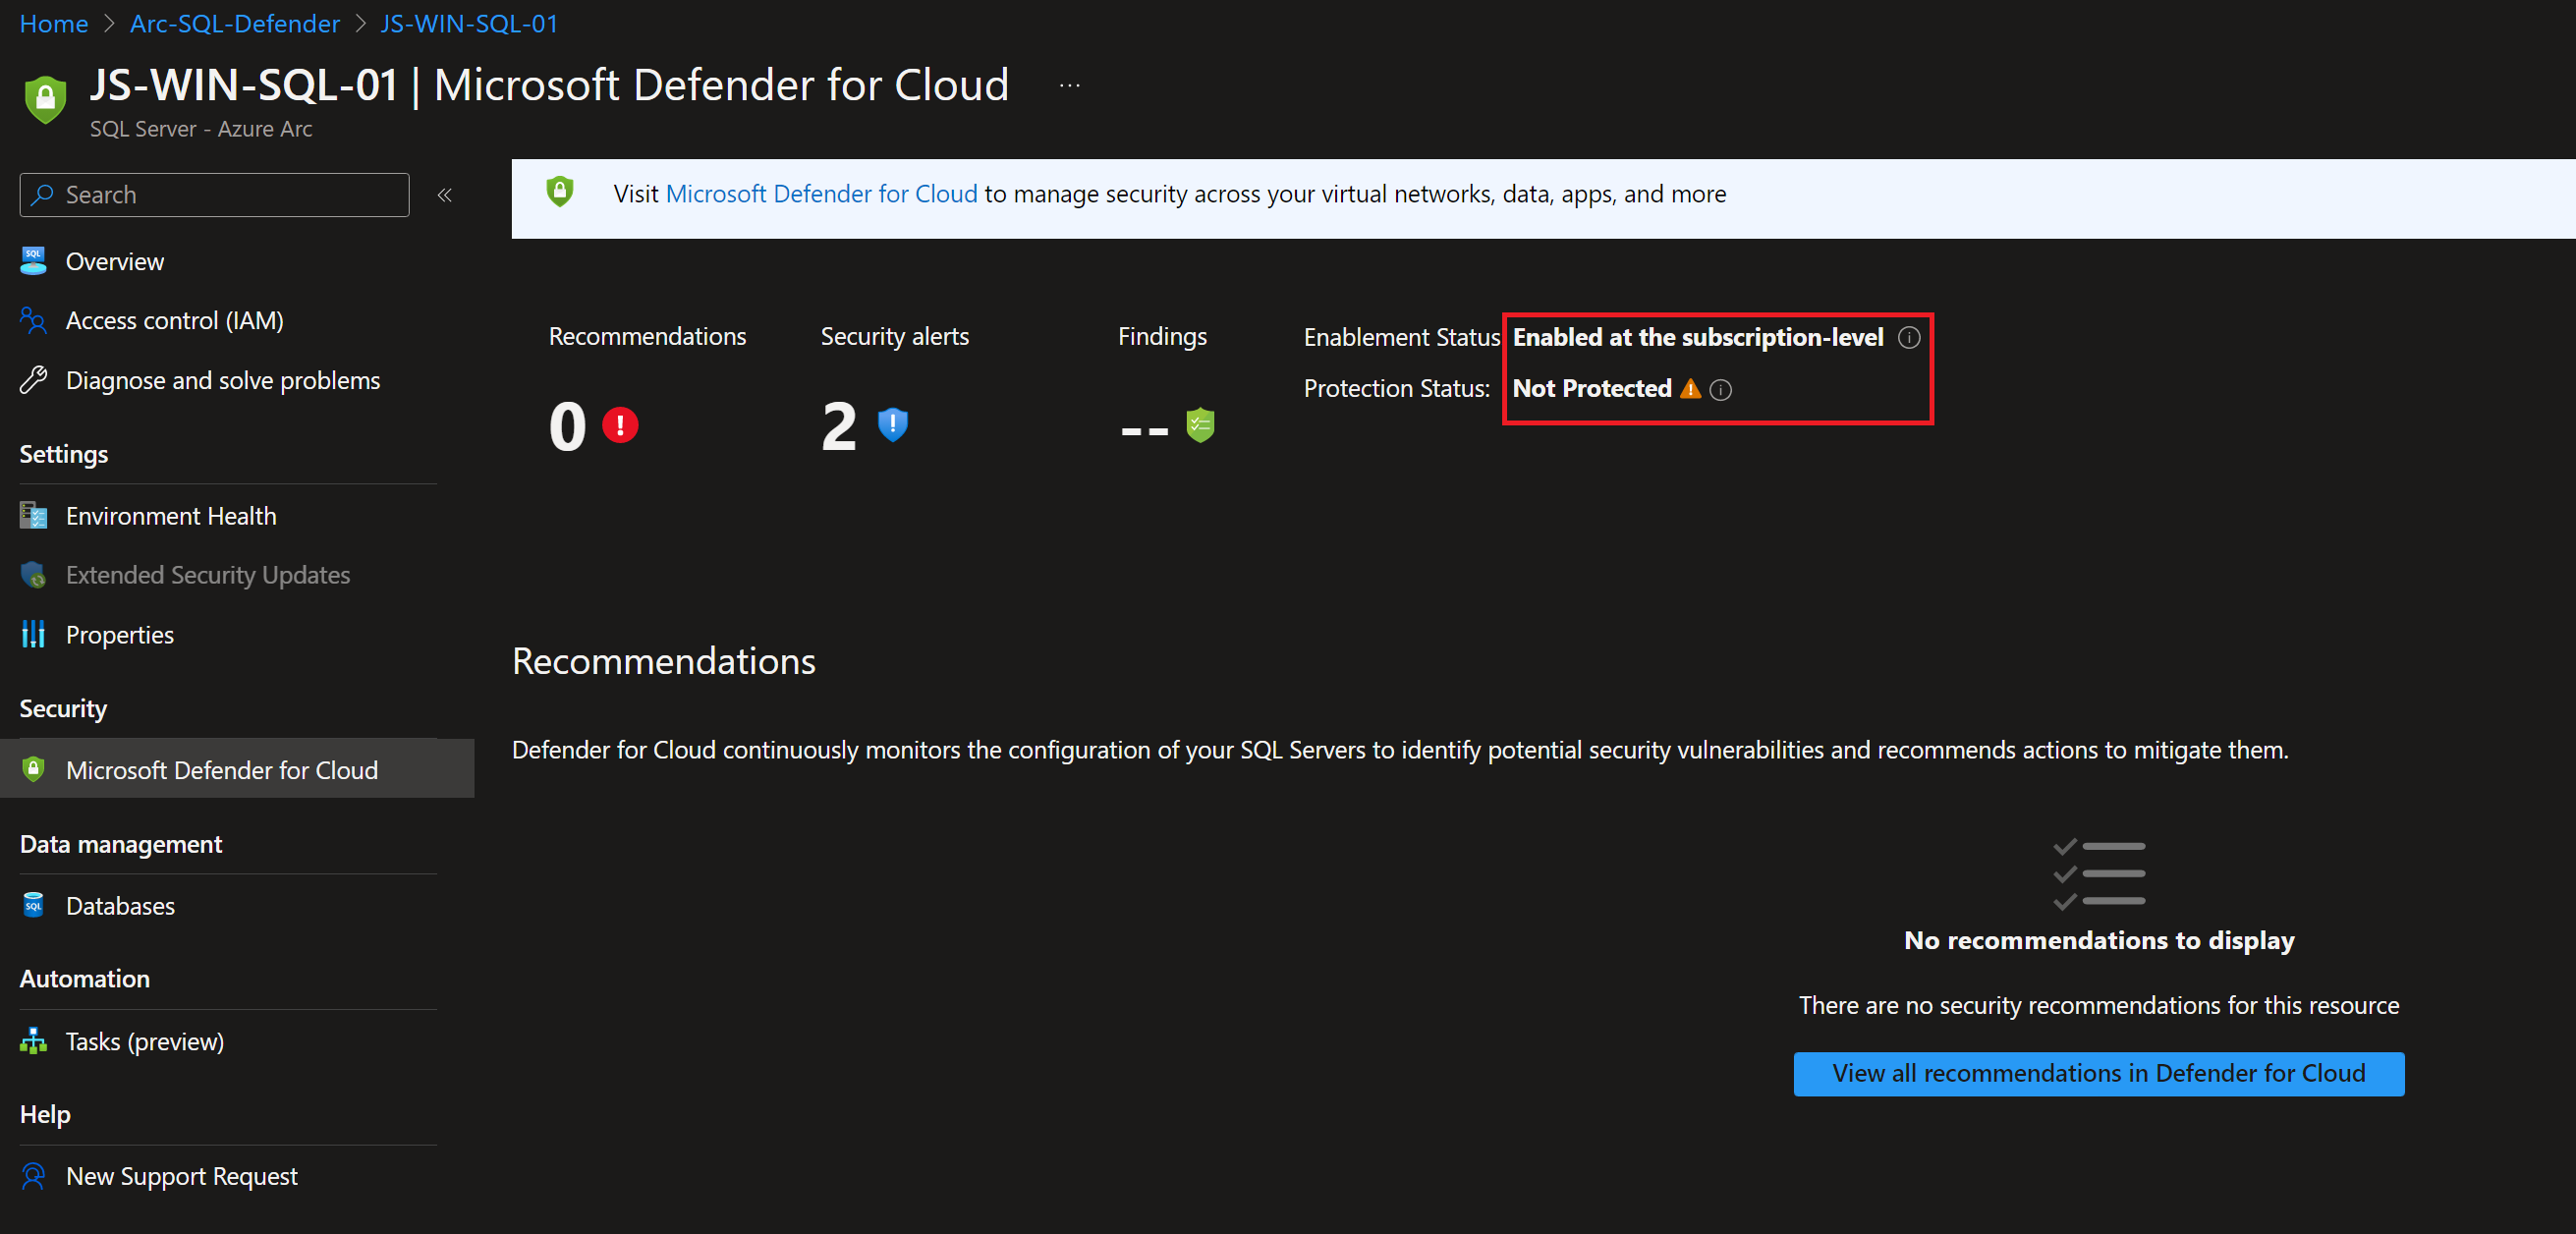 Home > Arc-SQL-Defender > JS-WIN-SQL-01
JS-WIN-SQL-01 | Microsoft Defender for Cloud ...
SQL Server - Azure Arc
Search «
Visit Microsoft Defender for Cloud to manage security across your virtual networks, data, apps, and more
Overview
Access control (IAM)
Diagnose and solve problems
Settings
Environment Health
Extended Security Updates
Properties
Security
Microsoft Defender for Cloud
Data management
Databases
Automation
Tasks (preview)
Help
New Support Request
Recommendations
0
Security alerts
2
Findings
--
Enablement Status Enabled at the subscription-level
Protection Status: Not Protected
Recommendations
Defender for Cloud continuously monitors the configuration of your SQL Servers to identify potential security vulnerabilities and recommends actions to mitigate them.
No recommendations to display
There are no security recommendations for this resource
View all recommendations in Defender for Cloud